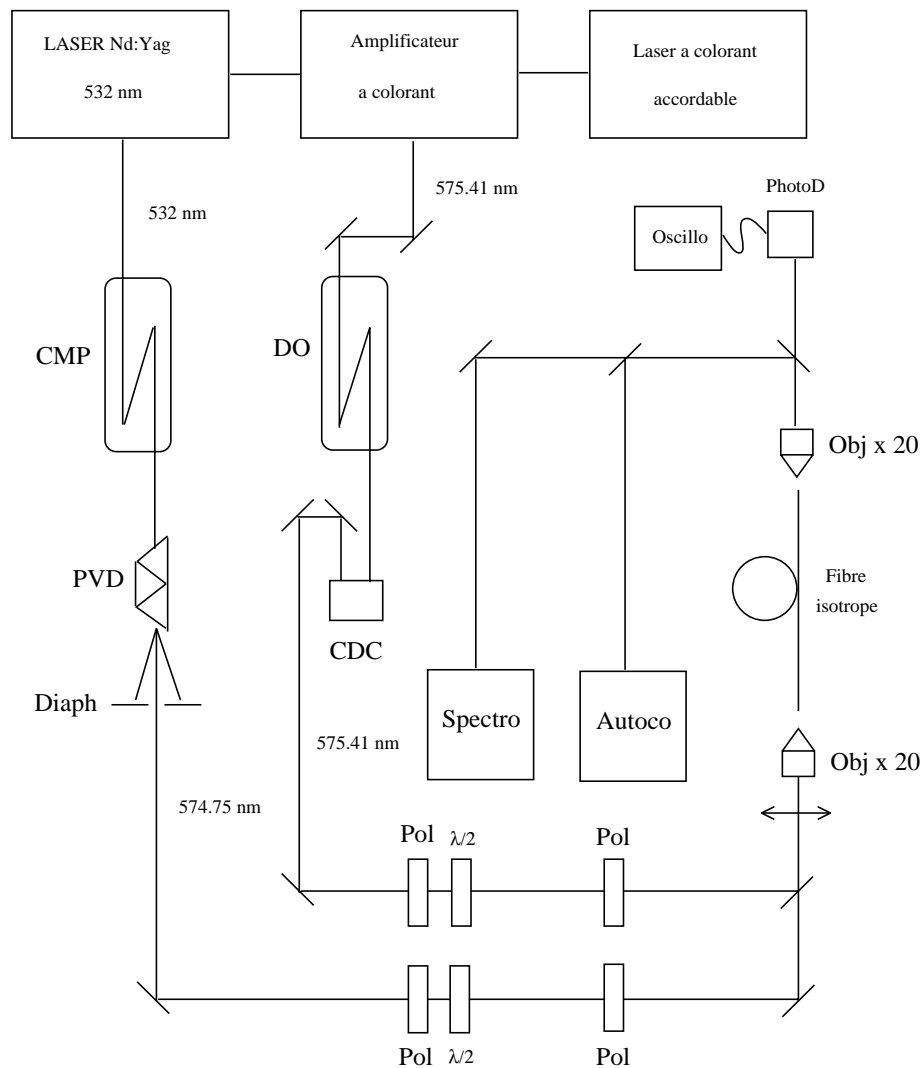 LASER Nd:Yag
532 nm
Amplificateur
a colorant
Laser a colorant
accordable
532 nm
575.41 nm
PhotoD
Oscillo
CMP
DO
Obj x 20
PVD
Fibre
isotrope
CDC
Diaph
Spectro
Autoco
575.41 nm
574.75 nm
Obj x 20
Pol
λ/2
Pol
Pol
λ/2
Pol